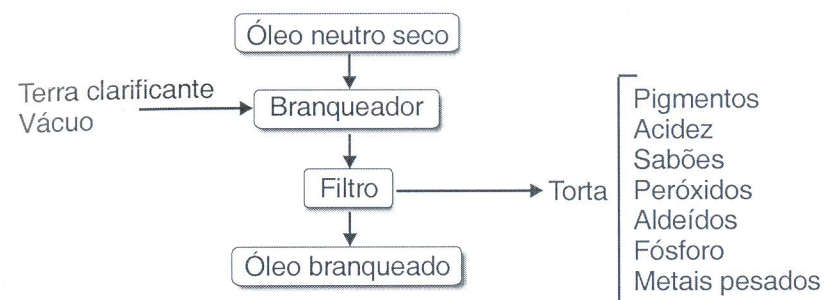 Óleo neutro seco
Terra clarificante
Vácuo
Branqueador
Filtro
Torta
Pigmentos
Acidez
Sabões
Peróxidos
Aldeídos
Fósforo
Metais pesados
Óleo branqueado